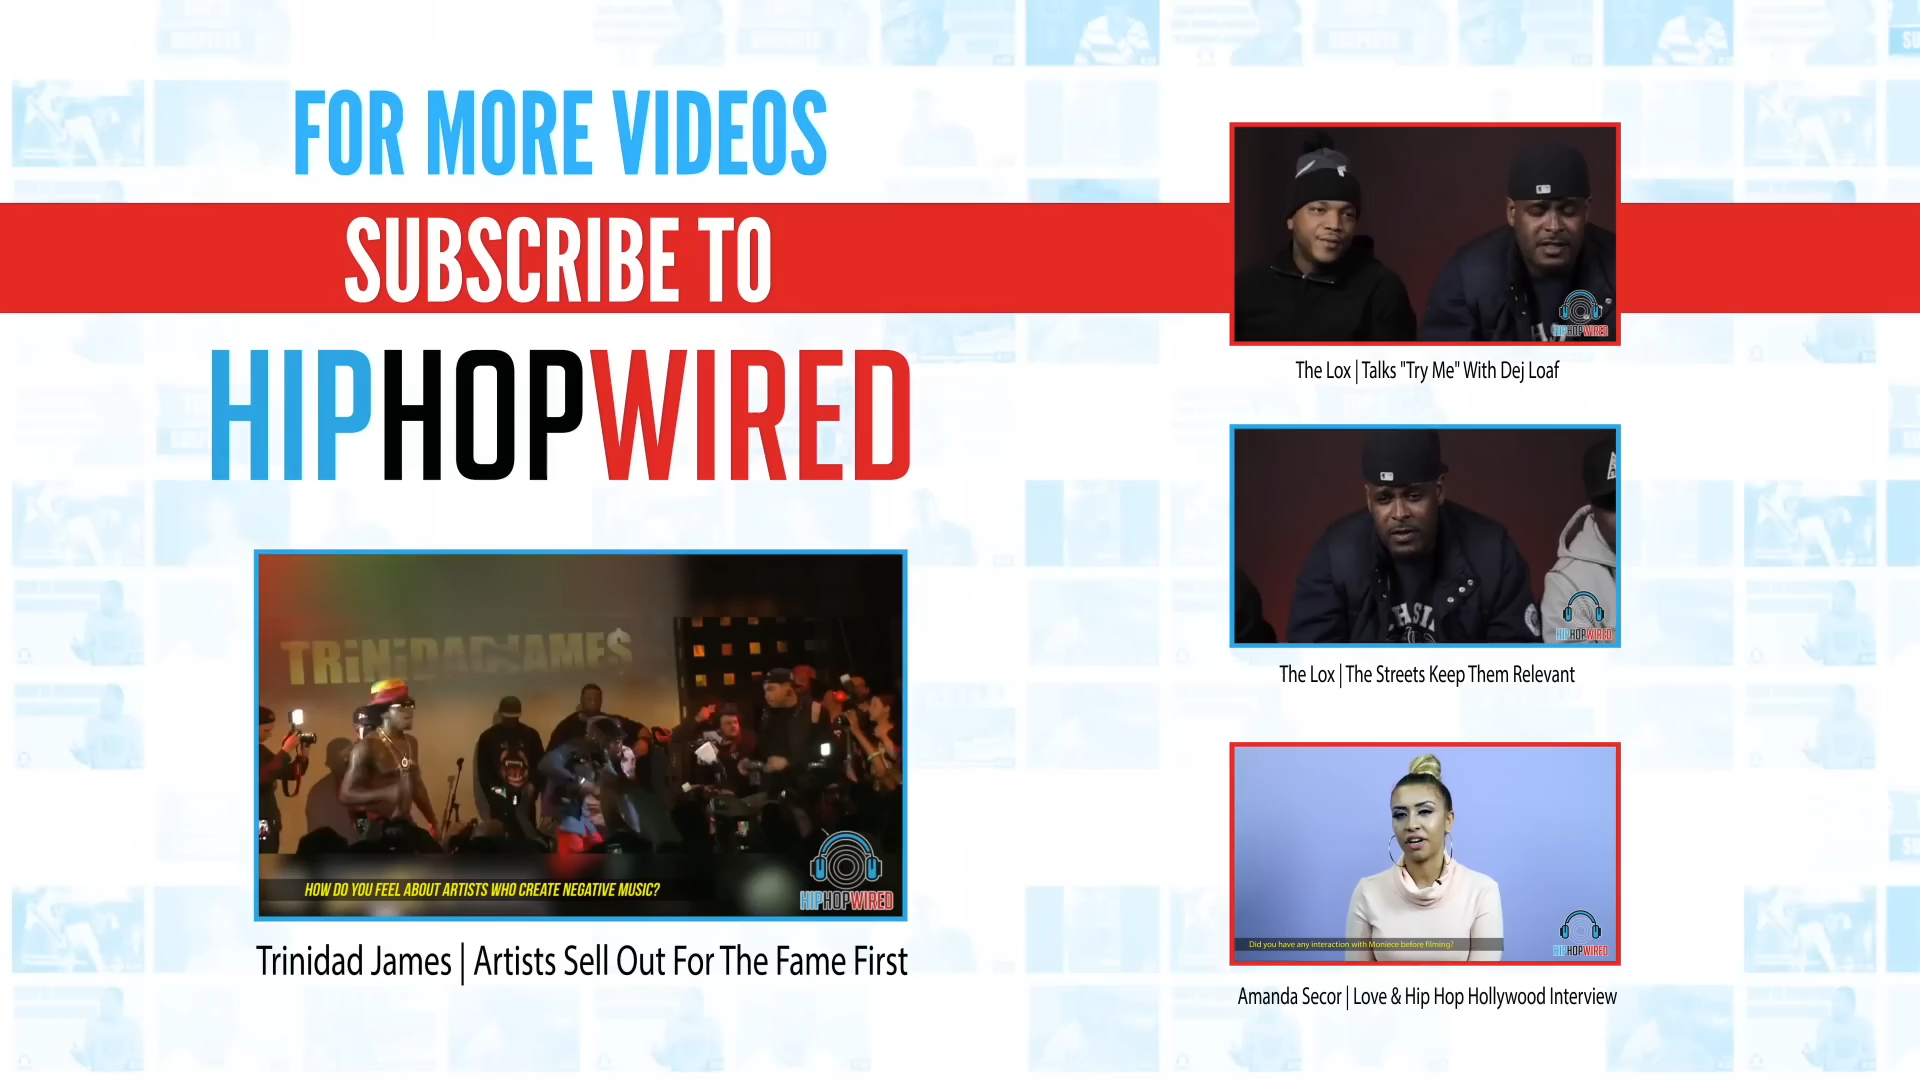 FOR MORE VIDEOS
SUBSCRIBE TO
HIPHOPWIRED
TRiNiDADJAME$
HOW DO YOU FEEL ABOUT ARTISTS WHO CREATE NEGATIVE MUSIC?
HIPHOPWIRED
Trinidad James | Artists Sell Out For The Fame First
HIPHOPWIRED
The Lox | Talks "Try Me" With Dej Loaf
HIPHOPWIRED
The Lox | The Streets Keep Them Relevant
Did you have any interaction with Moniece before filming?
HIPHOPWIRED
Amanda Secor | Love & Hip Hop Hollywood Interview